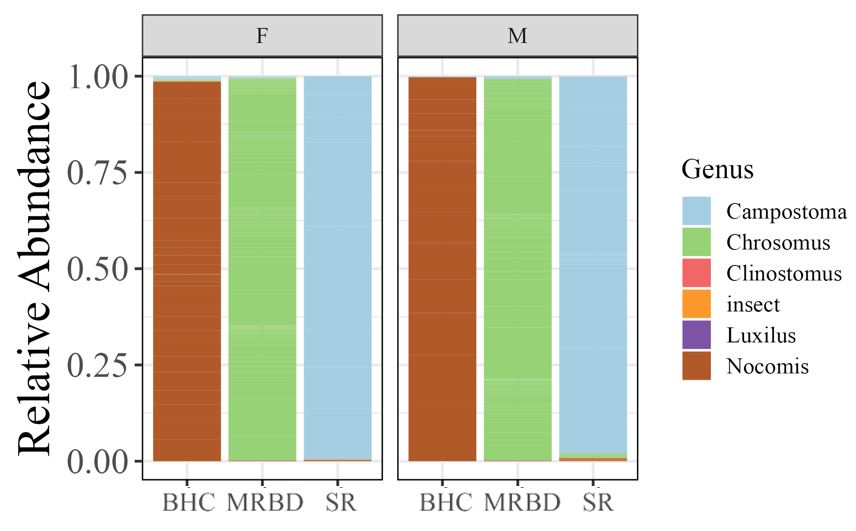 F
M
Relative Abundance
1.00
0.75
0.50
0.25
0.00
BHC MRBD SR
BHC MRBD SR
Genus
Campostoma
Chrosomus
Clinostomus
insect
Luxilus
Nocomis